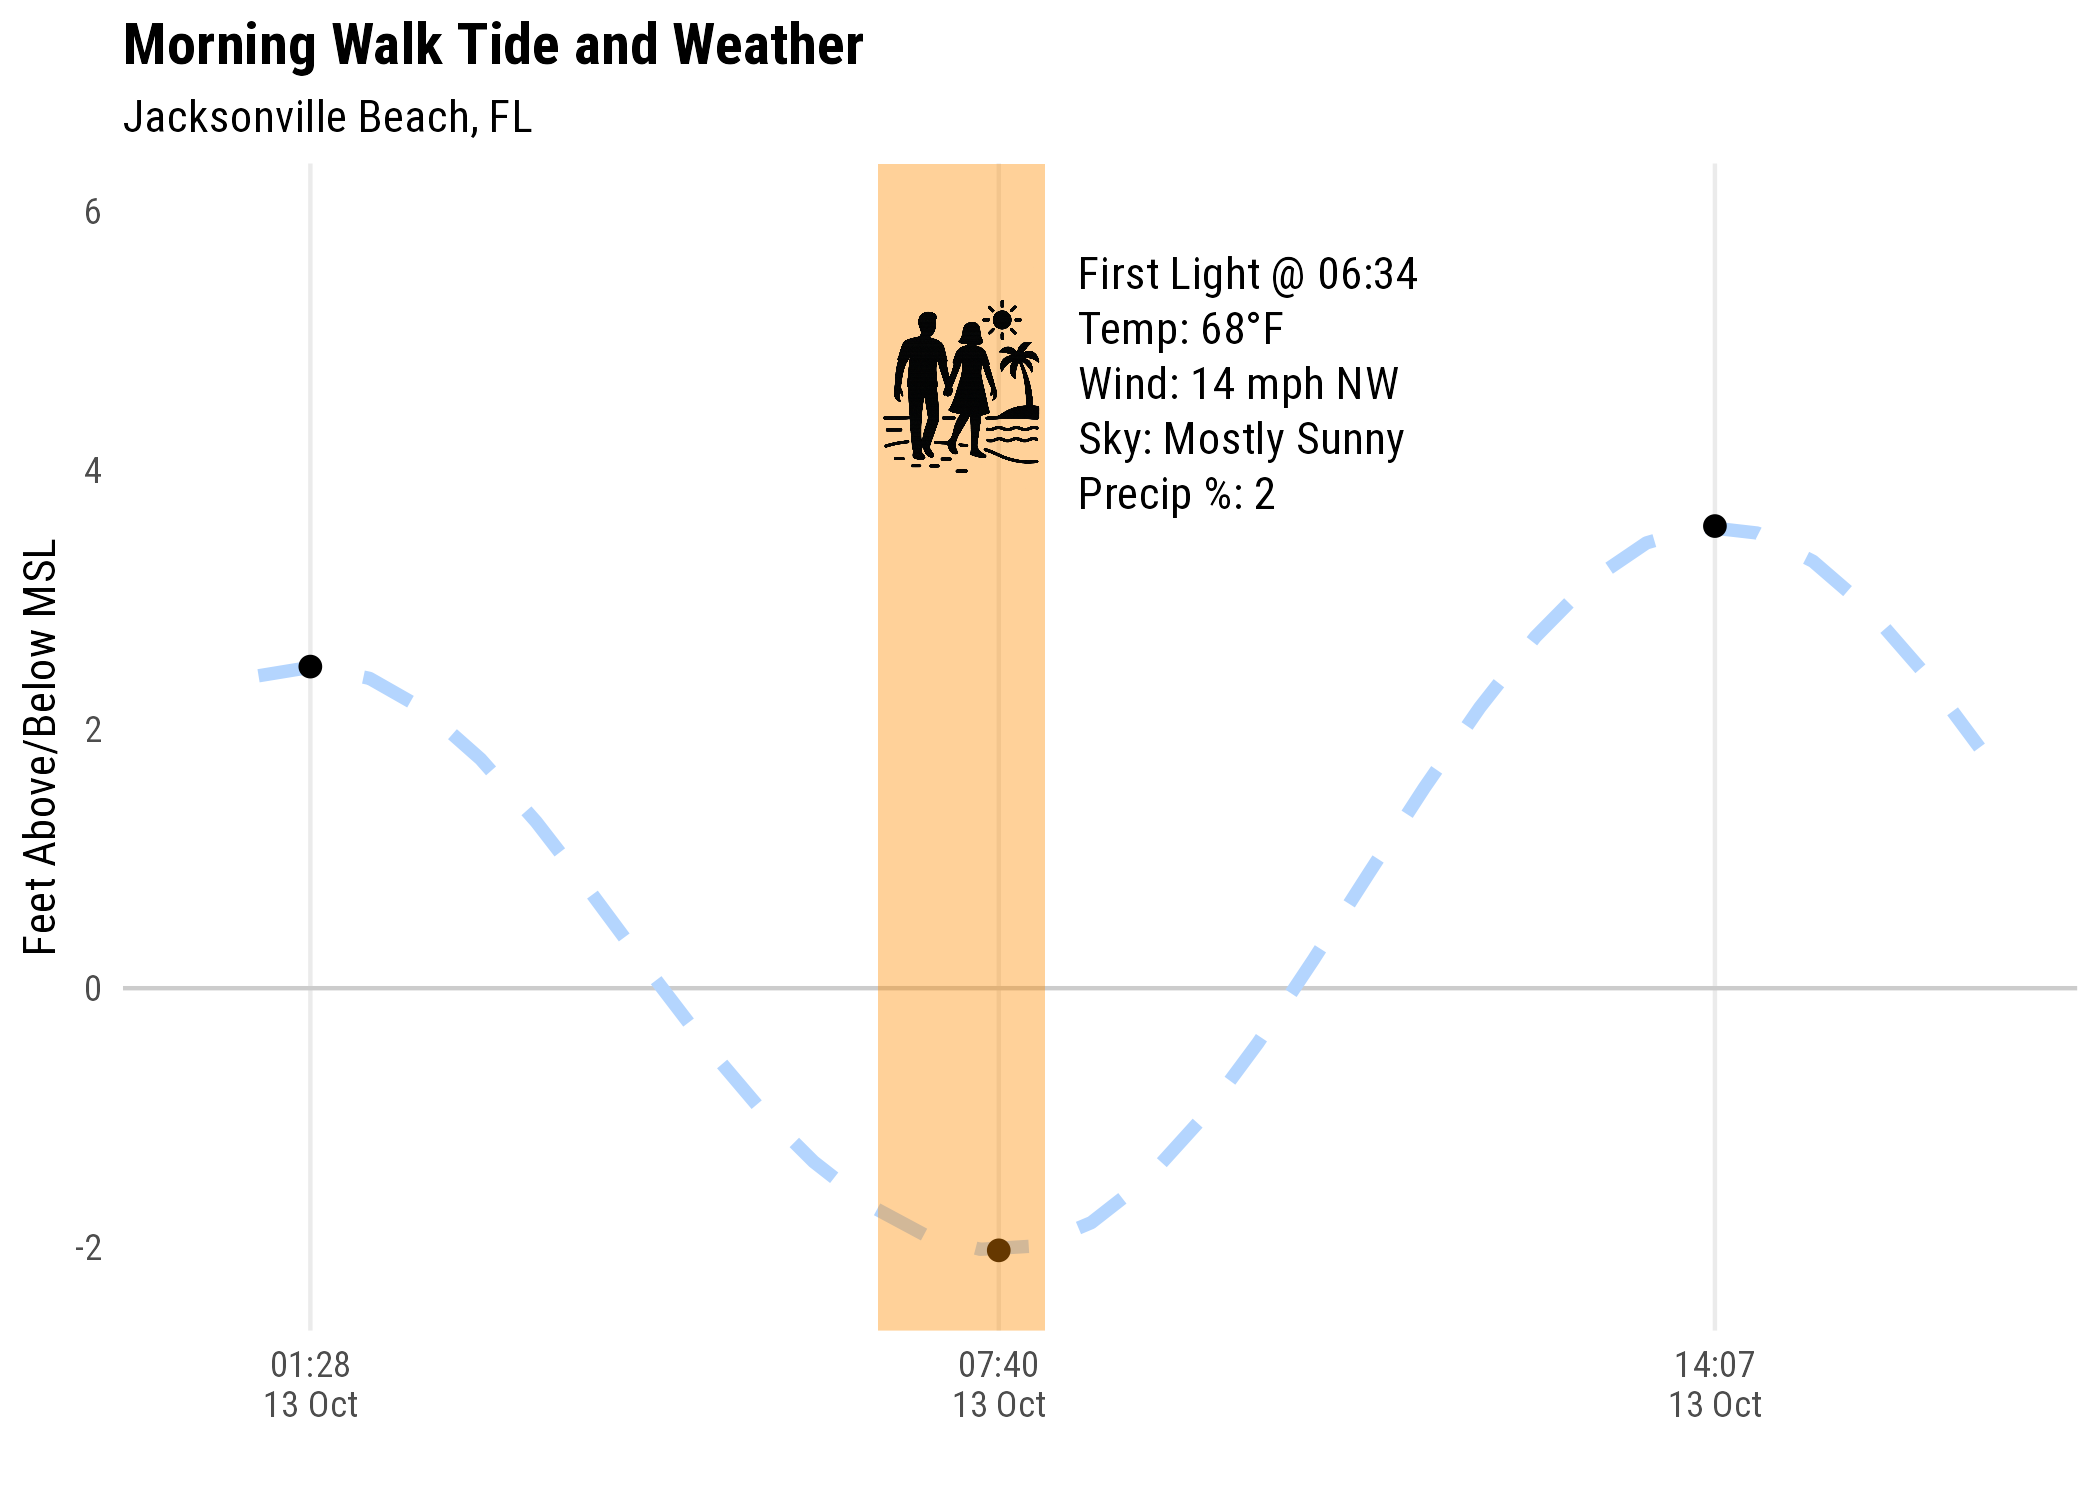 Morning Walk Tide and Weather
Jacksonville Beach, FL
6
First Light @ 06:34
Temp: 68°F
Wind: 14 mph NW
Sky: Mostly Sunny
Precip %: 2
4
2
0
-2
Feet Above/Below MSL
01:28
13 Oct
07:40
13 Oct
14:07
13 Oct